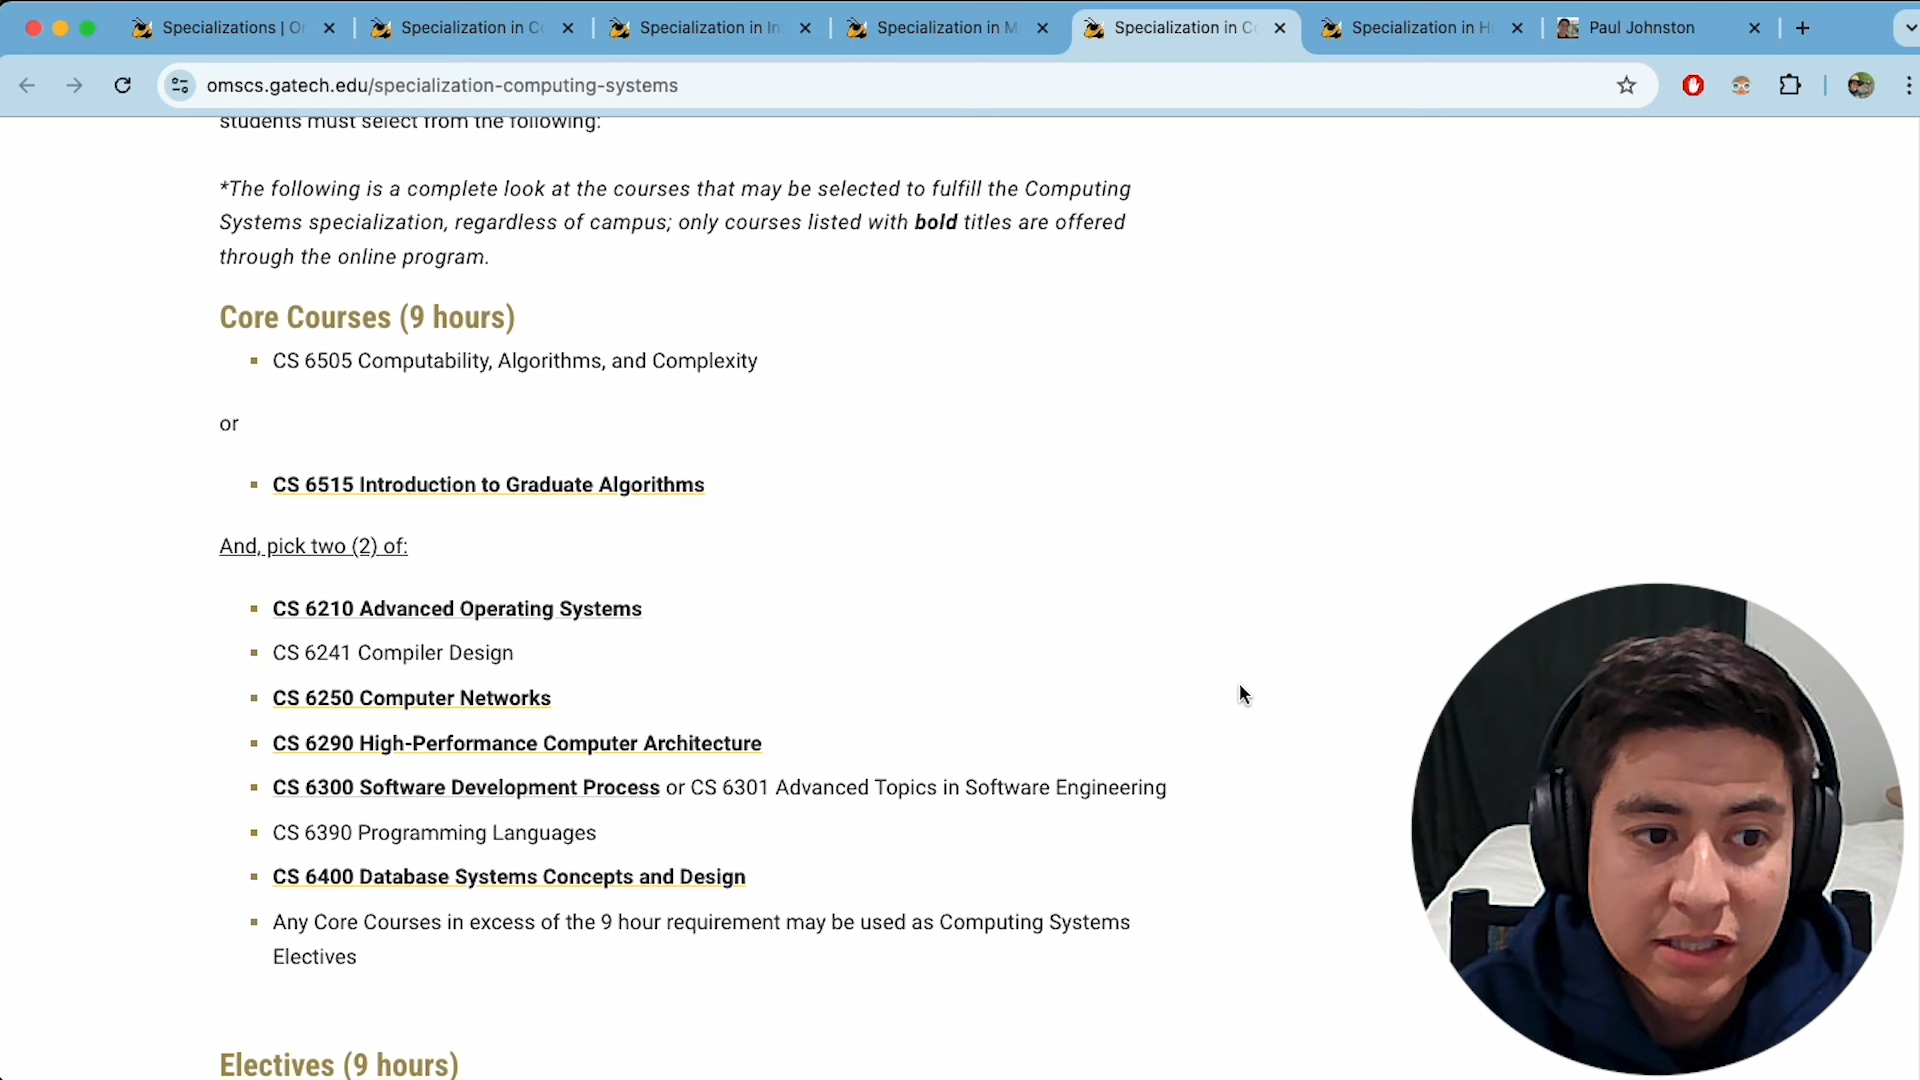 Specializations | Or
Specialization in Co
Specialization in In
Specialization in M
Specialization in Co
Specialization in Hu
Paul Johnston
omscs.gatech.edu/specialization-computing-systems
students must select from the following:
*The following is a complete look at the courses that may be selected to fulfill the Computing
Systems specialization, regardless of campus; only courses listed with bold titles are offered
through the online program.
Core Courses (9 hours)
CS 6505 Computability, Algorithms, and Complexity
or
CS 6515 Introduction to Graduate Algorithms
And, pick two (2) of:
CS 6210 Advanced Operating Systems
CS 6241 Compiler Design
CS 6250 Computer Networks
CS 6290 High-Performance Computer Architecture
CS 6300 Software Development Process or CS 6301 Advanced Topics in Software Engineering
CS 6390 Programming Languages
CS 6400 Database Systems Concepts and Design
Any Core Courses in excess of the 9 hour requirement may be used as Computing Systems
Electives
Electives (9 hours)